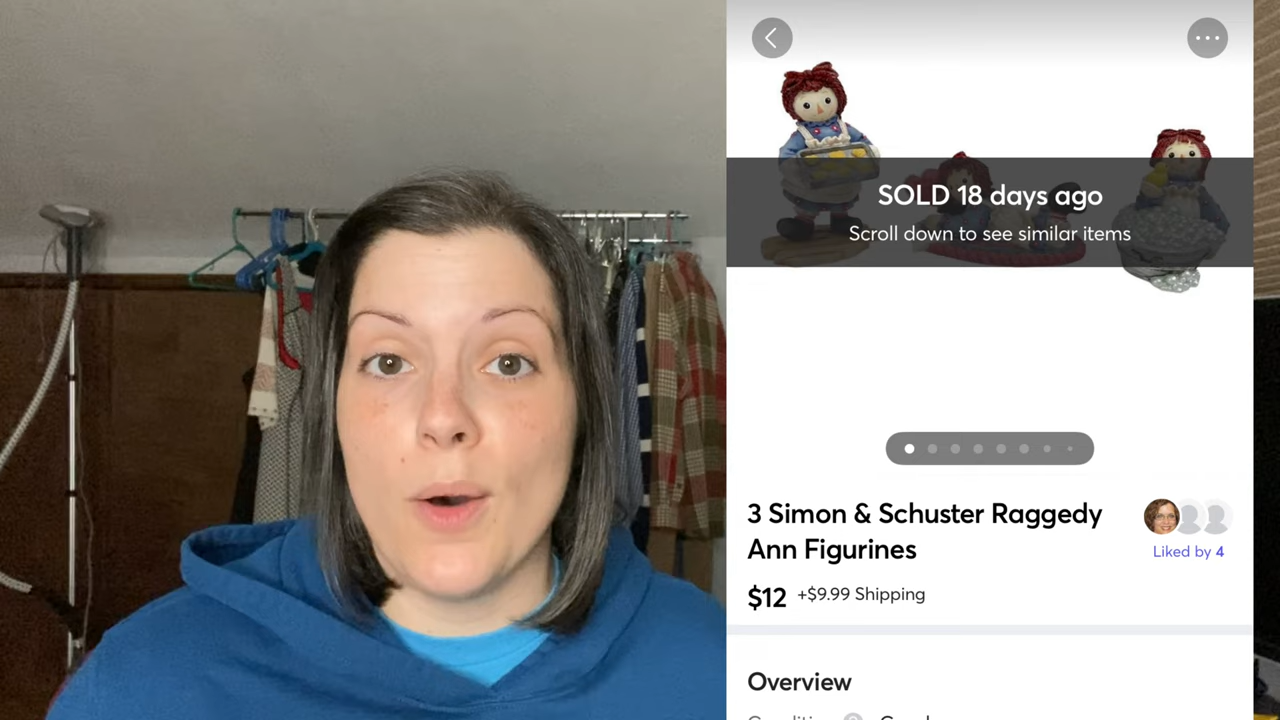 SOLD 18 days ago
Scroll down to see similar items
3 Simon & Schuster Raggedy
Ann Figurines
Liked by 4
$12 +$9.99 Shipping
Overview